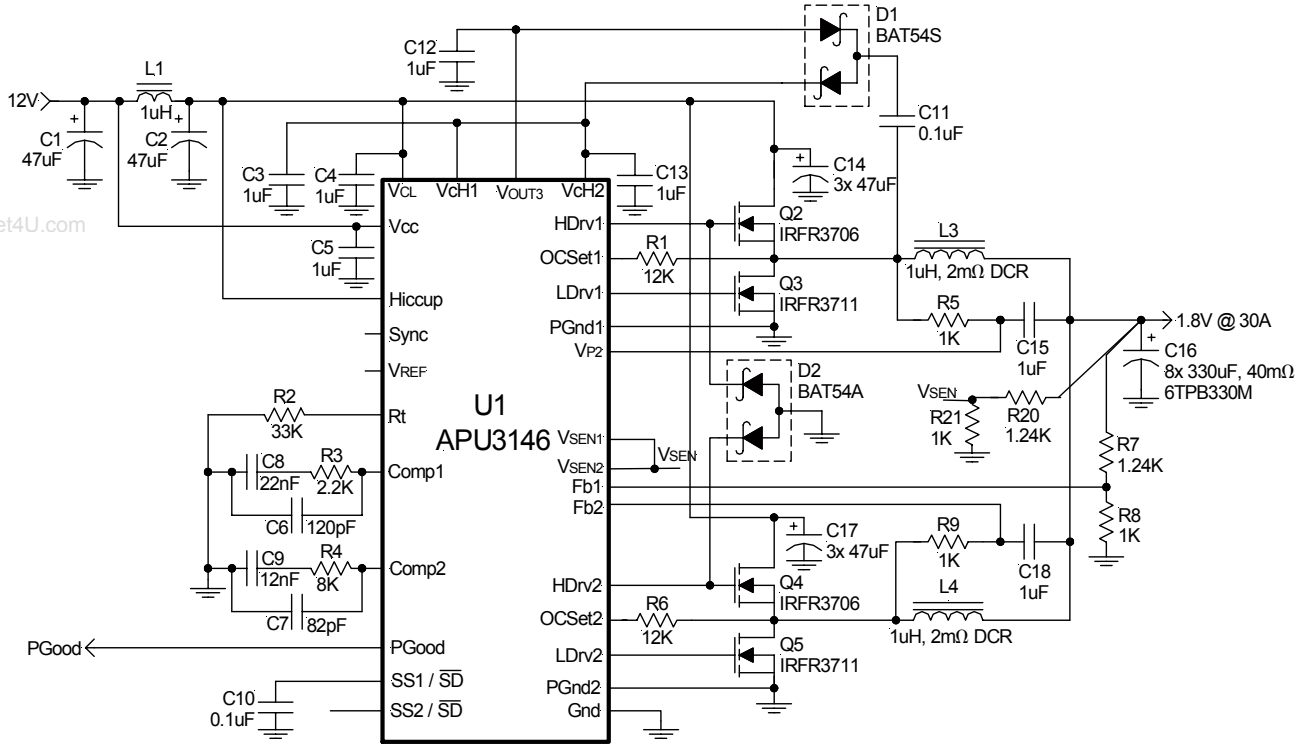 D1
BAT54S
C12
1uF
L1
12V
1uH
C1
47uF
C2
47uF
C11
0.1uF
C3
1uF
C4
1uF
C13
1uF
C14
3x 47uF
VCL
VcH1
VOUT3
VcH2
et4U.com
Vcc
C5
1uF
HDrv1
Q2
IRFR3706
L3
1uH, 2mΩ DCR
OCSet1
R1
12K
LDrv1
Q3
IRFR3711
Hiccup
PGnd1
R5
1K
C15
1uF
1.8V @ 30A
Sync
VP2
C16
8x 330uF, 40mΩ
6TPB330M
VREF
D2
BAT54A
R2
33K
Rt
U1
APU3146
VSEN
R21
1K
R20
1.24K
VSEN1
VSEN
VSEN2
R7
1.24K
C8
22nF
R3
2.2K
Comp1
Fb1
Fb2
C6
120pF
R8
1K
C17
3x 47uF
R9
1K
C18
1uF
C9
12nF
R4
8K
Comp2
HDrv2
Q4
IRFR3706
L4
1uH, 2mΩ DCR
C7
82pF
OCSet2
R6
12K
PGood
PGood
LDrv2
Q5
IRFR3711
SS1 / SD
PGnd2
C10
0.1uF
SS2 / SD
Gnd